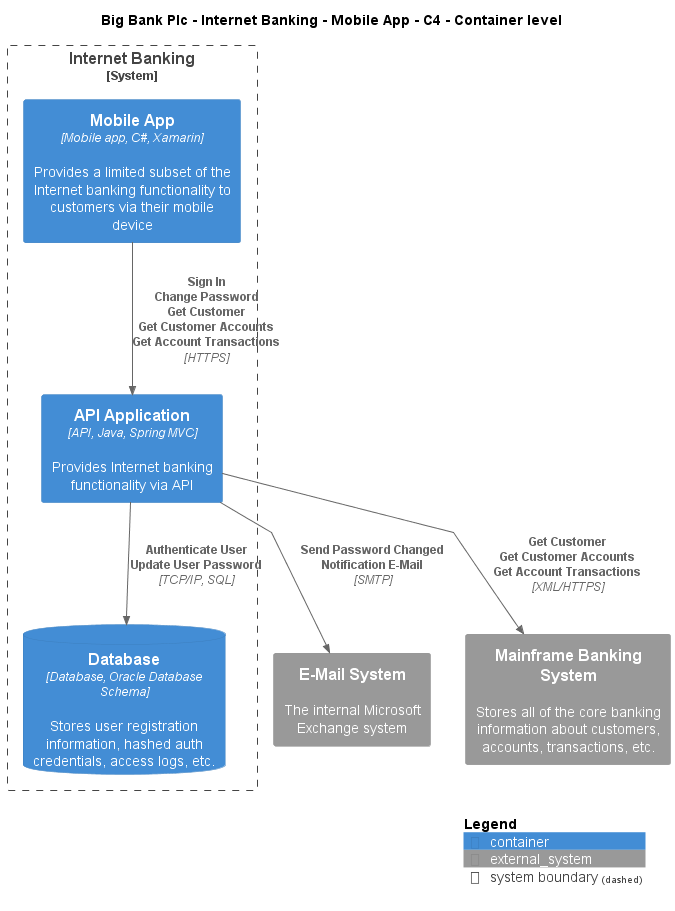 Big Bank Plc - Internet Banking - Mobile App - C4 - Container level
Internet Banking
[System]
Mobile App
[Mobile app, C#, Xamarin]
Provides a limited subset of the
Internet banking functionality to
customers via their mobile
device
Sign In
Change Password
Get Customer
Get Customer Accounts
Get Account Transactions
[HTTPS]
API Application
[API, Java, Spring MVC]
Provides Internet banking
functionality via API
Authenticate User
Update User Password
[TCP/IP, SQL]
Send Password Changed
Notification E-Mail
[SMTP]
Get Customer
Get Customer Accounts
Get Account Transactions
[XML/HTTPS]
Database
[Database, Oracle Database
Schema]
Stores user registration
information, hashed auth
credentials, access logs, etc.
E-Mail System
The internal Microsoft
Exchange system
Mainframe Banking
System
Stores all of the core banking
information about customers,
accounts, transactions, etc.
Legend
container
external_system
system boundary (dashed)